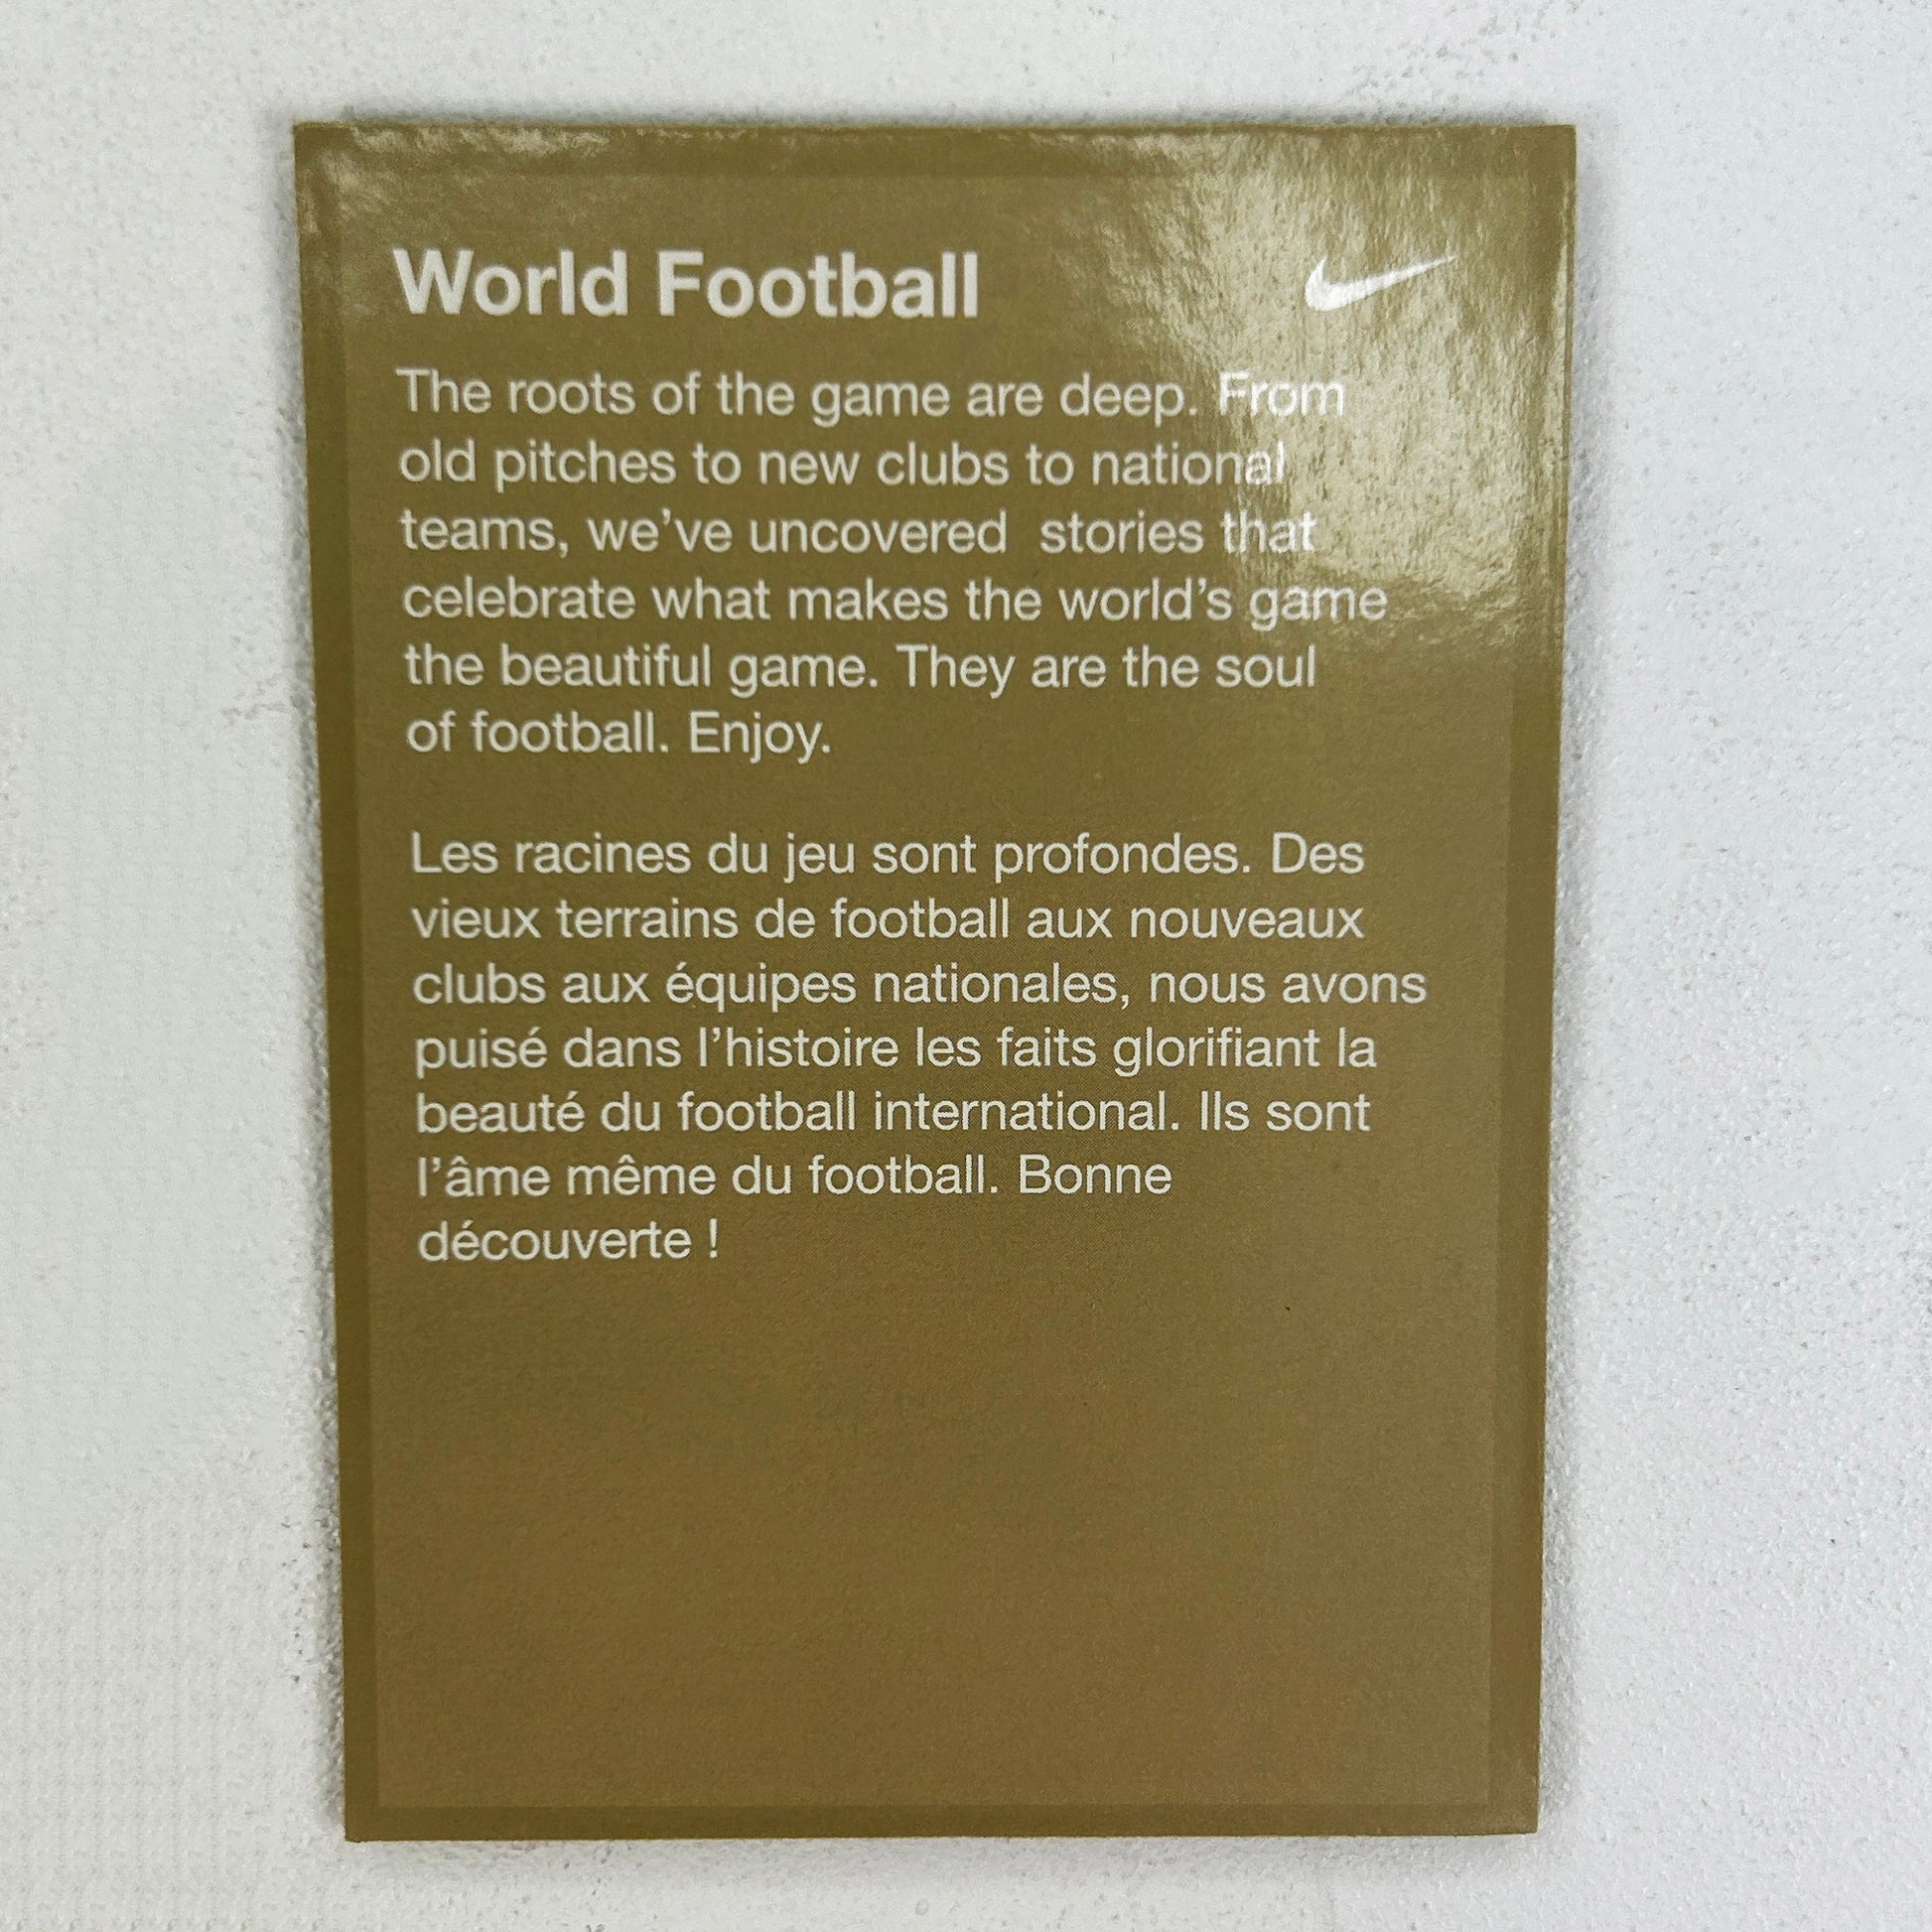 World Football
The roots of the game are deep. From
old pitches to new clubs to national
teams, we’ve uncovered  stories that
celebrate what makes the world’s game
the beautiful game. They are the soul
of football. Enjoy.
Les racines du jeu sont profondes. Des
vieux terrains de football aux nouveaux
clubs aux équipes nationales, nous avons
puisé dans l’histoire les faits glorifiant la
beauté du football international. Ils sont
l’âme même du football. Bonne
découverte !